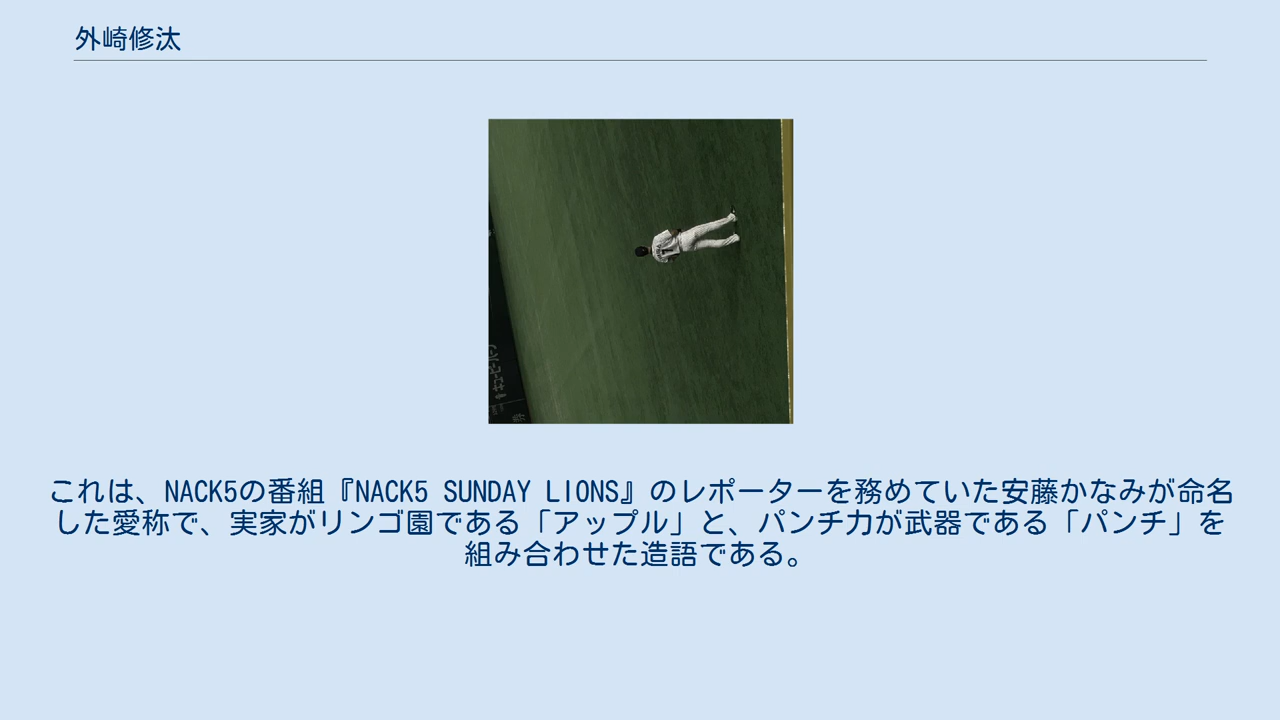 外崎修汰
これは、NACK5の番組『NACK5 SUNDAY LIONS』のレポーターを務めていた安藤かなみが命名
した愛称で、実家がリンゴ園である「アップル」と、パンチ力が武器である「パンチ」を
組み合わせた造語である。